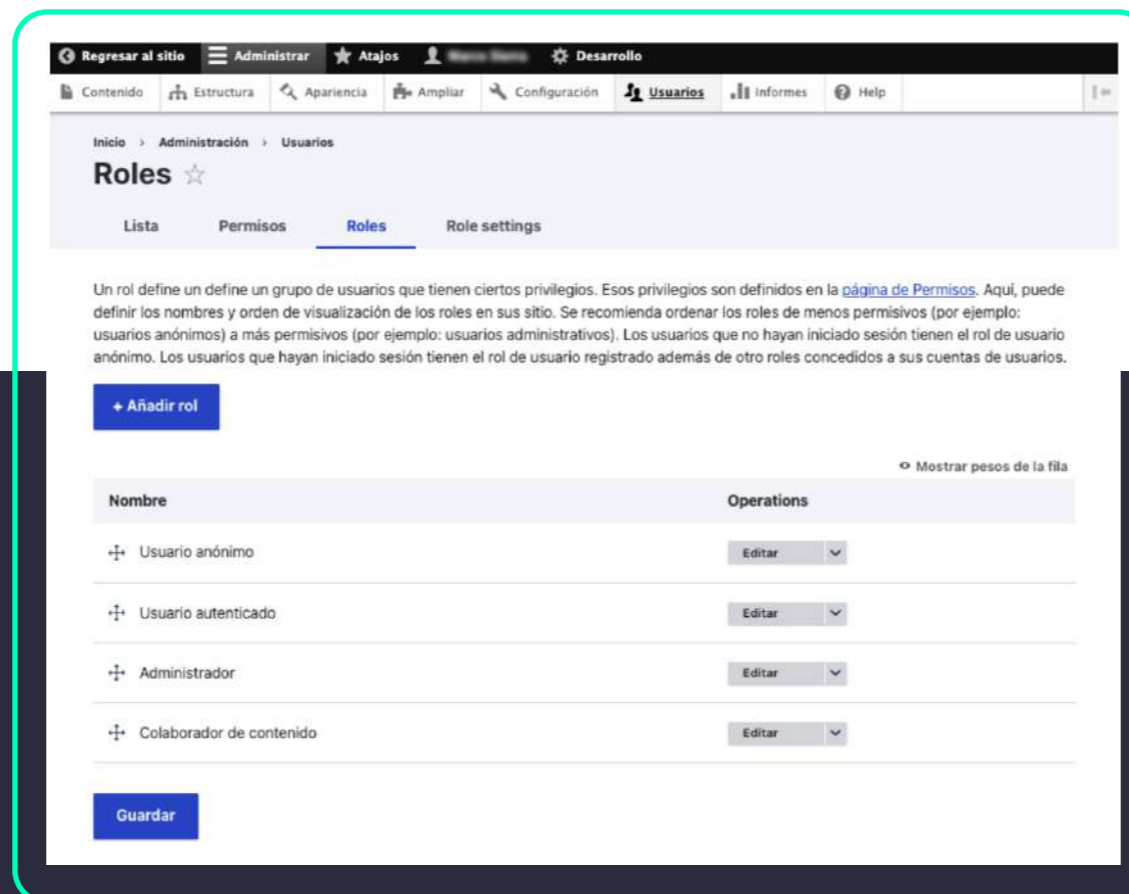 Regresar al sitio Administrar Atajos Desarrollo
Contenido Estructura Apariencia Ampliar Configuración Usuarios Informes Help
Inicio > Administración > Usuarios
Roles
Lista Permisos Roles Role settings
Un rol define un define un grupo de usuarios que tienen ciertos privilegios. Esos privilegios son definidos en la página de Permisos. Aquí, puede
definir los nombres y orden de visualización de los roles en sus sitio. Se recomienda ordenar los roles de menos permisivos (por ejemplo:
usuarios anónimos) a más permisivos (por ejemplo: usuarios administrativos). Los usuarios que no hayan iniciado sesión tienen el rol de usuario
anónimo. Los usuarios que hayan iniciado sesión tienen el rol de usuario registrado además de otro roles concedidos a sus cuentas de usuarios.
+ Añadir rol
Mostrar pesos de la fila
Nombre Operations
Usuario anónimo Editar
Usuario autenticado Editar
Administrador Editar
Colaborador de contenido Editar
Guardar